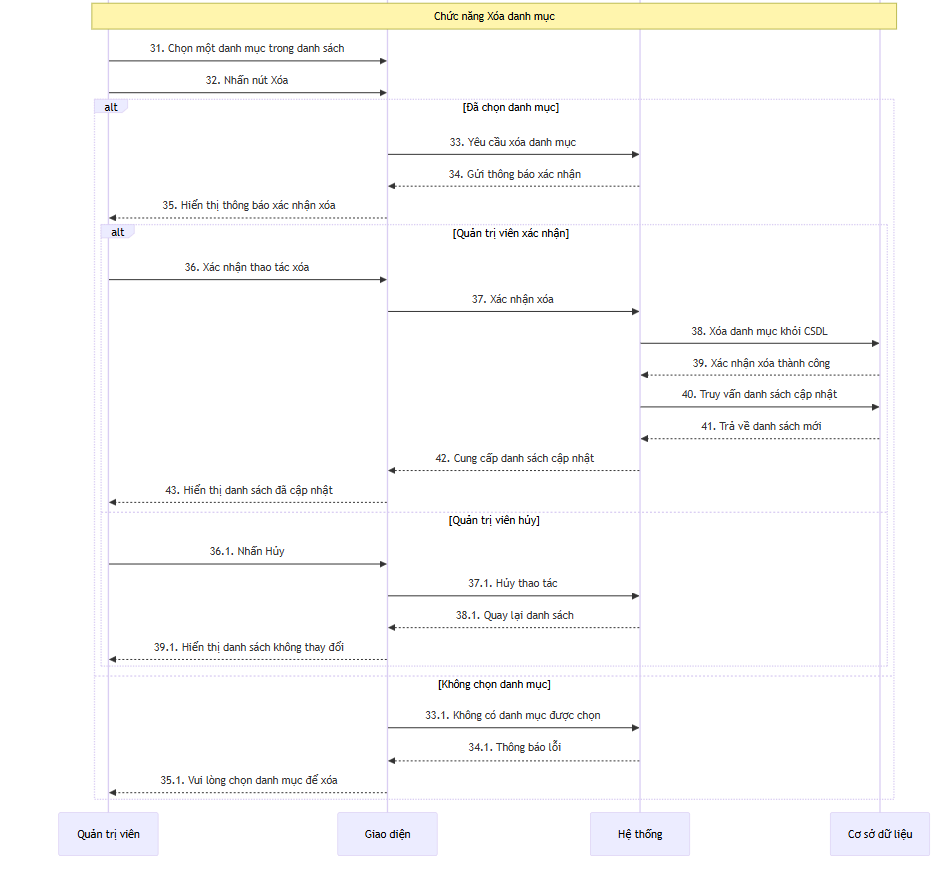 Chức năng Xóa danh mục
31. Chọn một danh mục trong danh sách
32. Nhấn nút Xóa
alt
[Đã chọn danh mục]
33. Yêu cầu xóa danh mục
34. Gửi thông báo xác nhận
35. Hiển thị thông báo xác nhận xóa
alt
[Quản trị viên xác nhận]
36. Xác nhận thao tác xóa
37. Xác nhận xóa
38. Xóa danh mục khỏi CSDL
39. Xác nhận xóa thành công
40. Truy vấn danh sách cập nhật
41. Trả về danh sách mới
42. Cung cấp danh sách cập nhật
43. Hiển thị danh sách đã cập nhật
[Quản trị viên hủy]
36.1. Nhấn Hủy
37.1. Hủy thao tác
38.1. Quay lại danh sách
39.1. Hiển thị danh sách không thay đổi
[Không chọn danh mục]
33.1. Không có danh mục được chọn
34.1. Thông báo lỗi
35.1. Vui lòng chọn danh mục để xóa
Quản trị viên
Giao diện
Hệ thống
Cơ sở dữ liệu